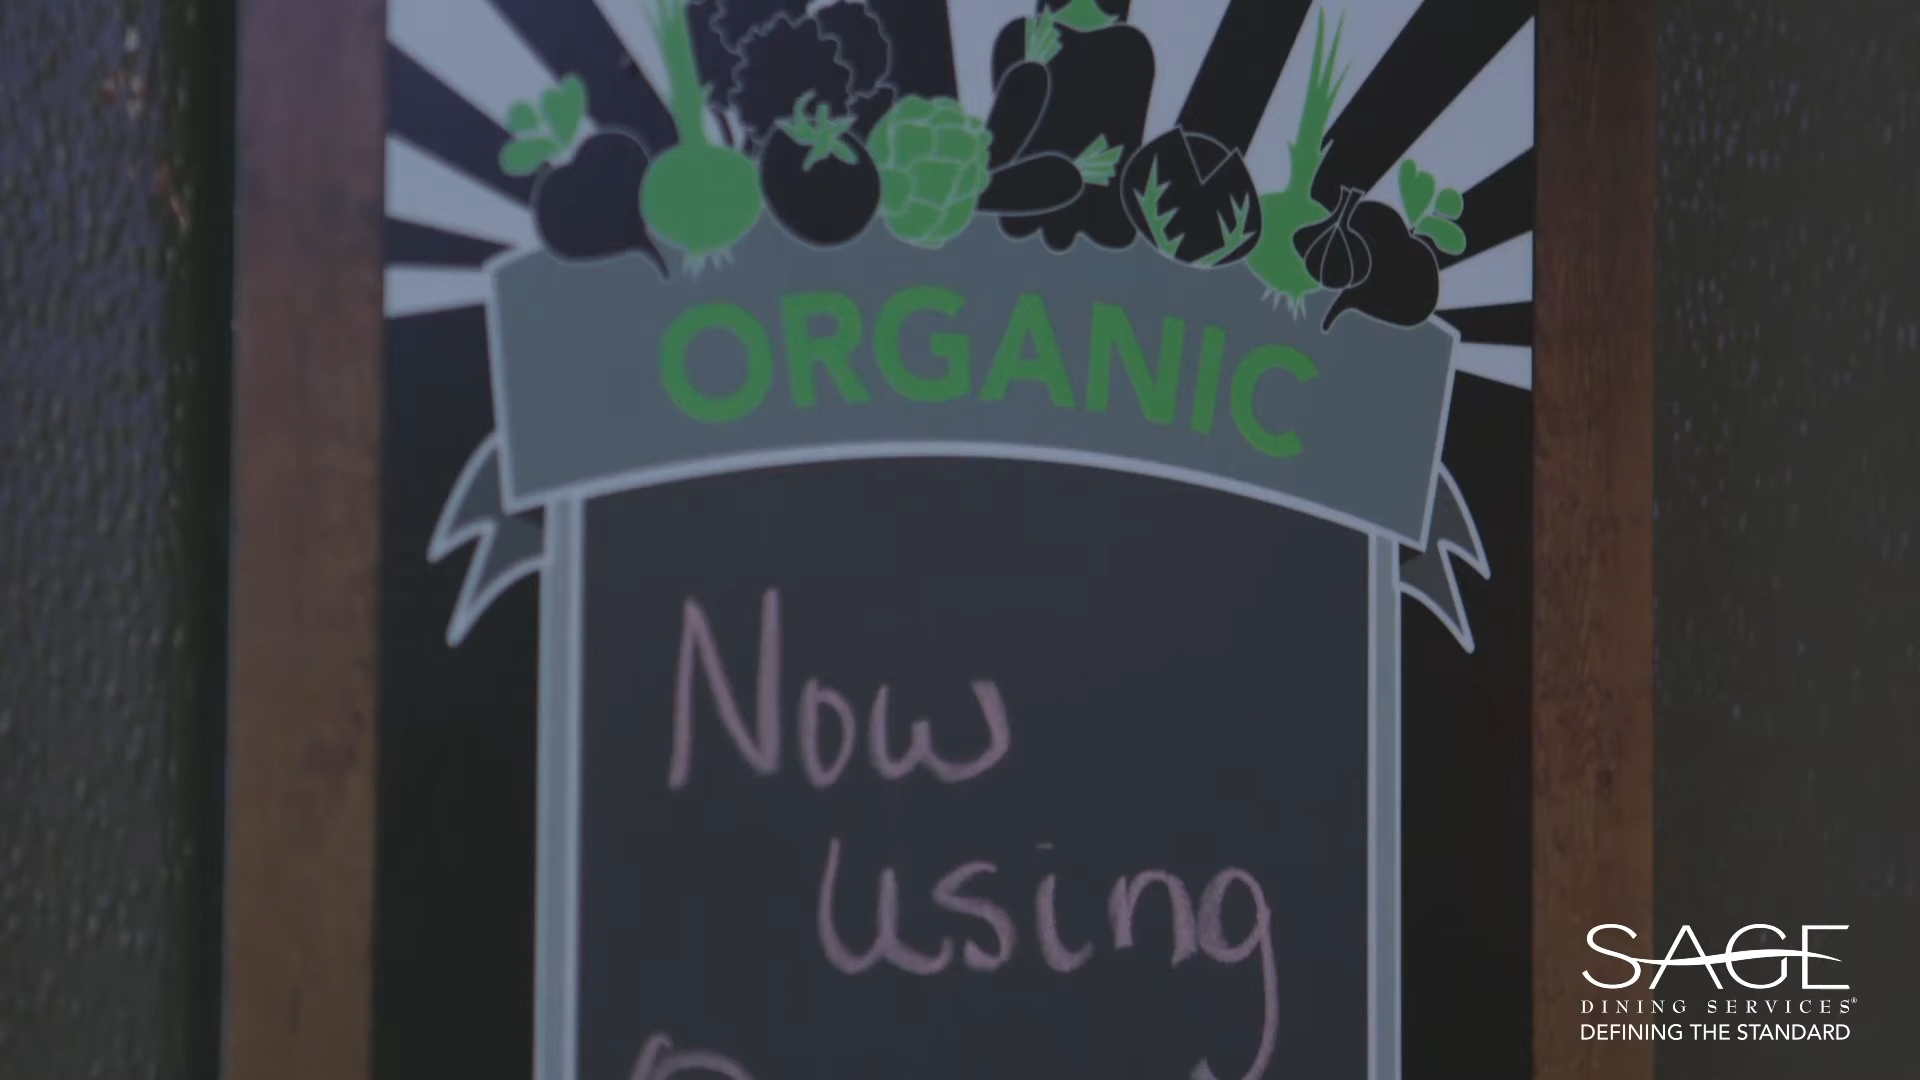 ORGANIC
Now
using
SAGE
DINING SERVICES®
DEFINING THE STANDARD